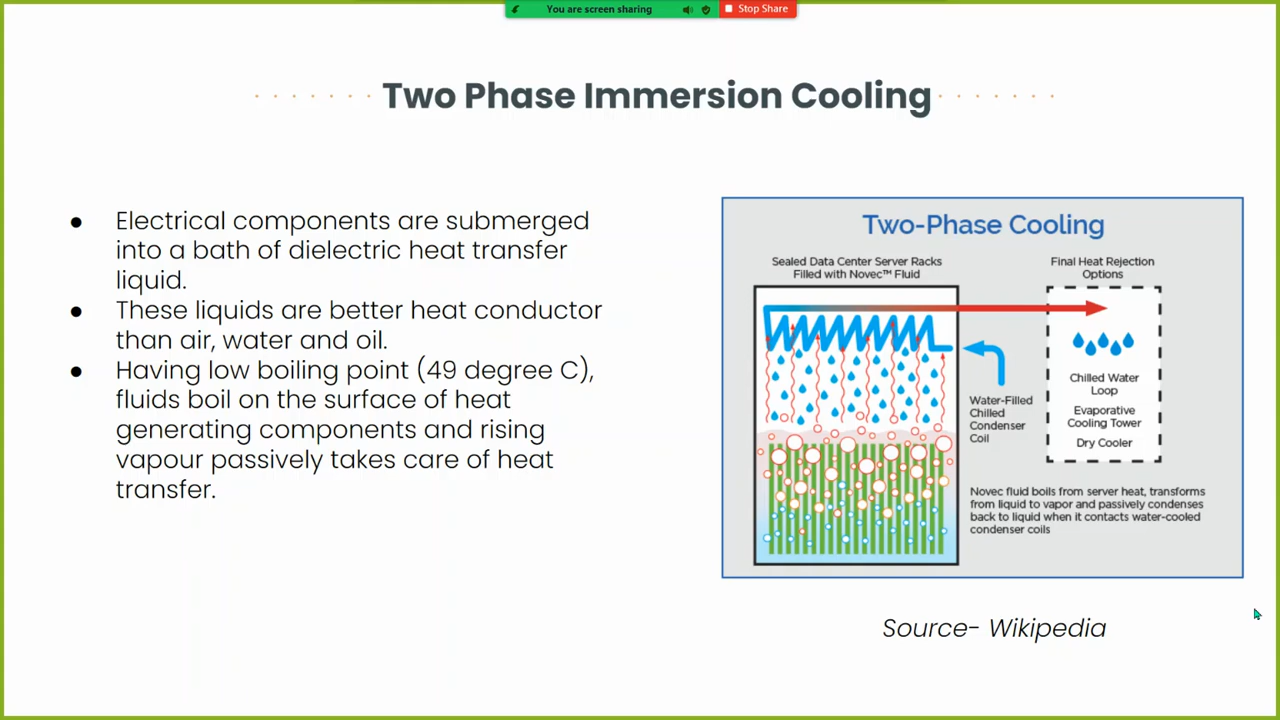 You are screen sharing
Stop Share
Two Phase Immersion Cooling
● Electrical components are submerged
into a bath of dielectric heat transfer
liquid.
● These liquids are better heat conductor
than air, water and oil.
● Having low boiling point (49 degree C),
fluids boil on the surface of heat
generating components and rising
vapour passively takes care of heat
transfer.
Two-Phase Cooling
Sealed Data Center Server Racks
Filled with Novec™ Fluid
Final Heat Rejection
Options
Chilled Water
Loop
Evaporative
Cooling Tower
Dry Cooler
Water-Filled
Chilled
Condenser
Coil
Novec fluid boils from server heat, transforms
from liquid to vapor and passively condenses
back to liquid when it contacts water-cooled
condenser coils
Source- Wikipedia